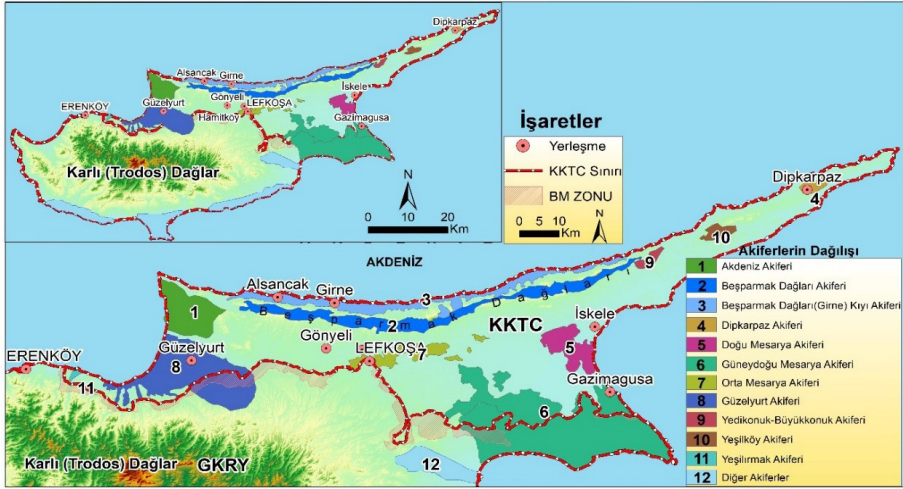 Dipkarpaz
Alsancak
Girne
Gönyeli
LEFKOŞA
İskele
ERENKÖY
Güzelyurt
Hamitköy
Gazimagusa
Karlı (Trodos) Dağlar
N
0 10 20
Km
İşaretler
Yerleşme
KKTC Sınırı
BM ZONU
0 5 10
Km
N
AKDENİZ
Dipkarpaz
4
10
9
Alsancak
Girne
3
Beşparmak Dağları
2
1
KKTC
İskele
Gönyeli
LEFKOŞA
7
5
Güzelyurt
8
ERENKÖY
11
Gazimagusa
6
Karlı (Trodos) Dağlar
GKRY
12
Akiferlerin Dağılışı
1 Akdeniz Akiferi
2 Beşparmak Dağları Akiferi
3 Beşparmak Dağları(Girne) Kıyı Akiferi
4 Dipkarpaz Akiferi
5 Doğu Mesarya Akiferi
6 Güneydoğu Mesarya Akiferi
7 Orta Mesarya Akiferi
8 Güzelyurt Akiferi
9 Yedikonuk-Büyükkonuk Akiferi
10 Yeşilköy Akiferi
11 Yeşilırmak Akiferi
12 Diğer Akiferler